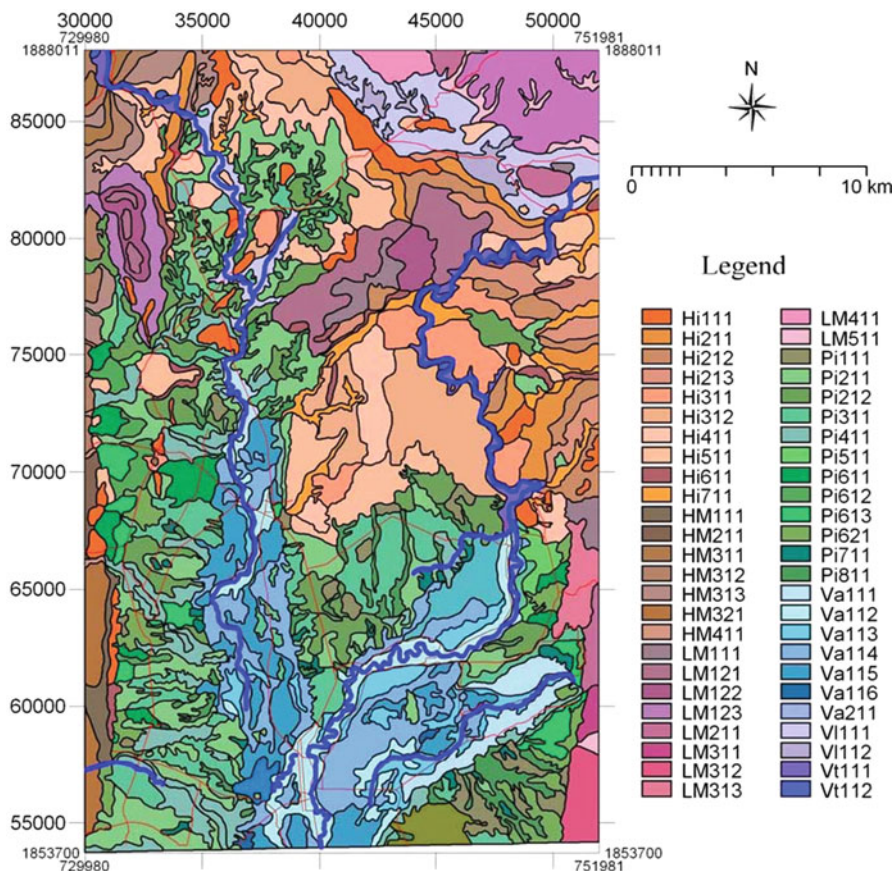 30000 35000 40000 45000 50000
729980 751981
1888011 1888011
N
85000
0 10 km
80000
Legend
Hi111 LM411
Hi211 LM511
Hi212 Pi111
75000
Hi213 Pi211
Hi311 Pi212
Hi312 Pi311
Hi411 Pi411
Hi511 Pi511
70000
Hi611 Pi611
Hi711 Pi612
HM111 Pi613
HM211 Pi621
HM311 Pi711
HM312 Pi811
65000
HM313 Va111
HM321 Va112
HM411 Va113
LM111 Va114
LM121 Va115
60000
LM122 Va116
LM123 Va211
LM211 Vl111
LM311 Vl112
LM312 Vt111
LM313 Vt112
55000
1853700 1853700
729980 751981